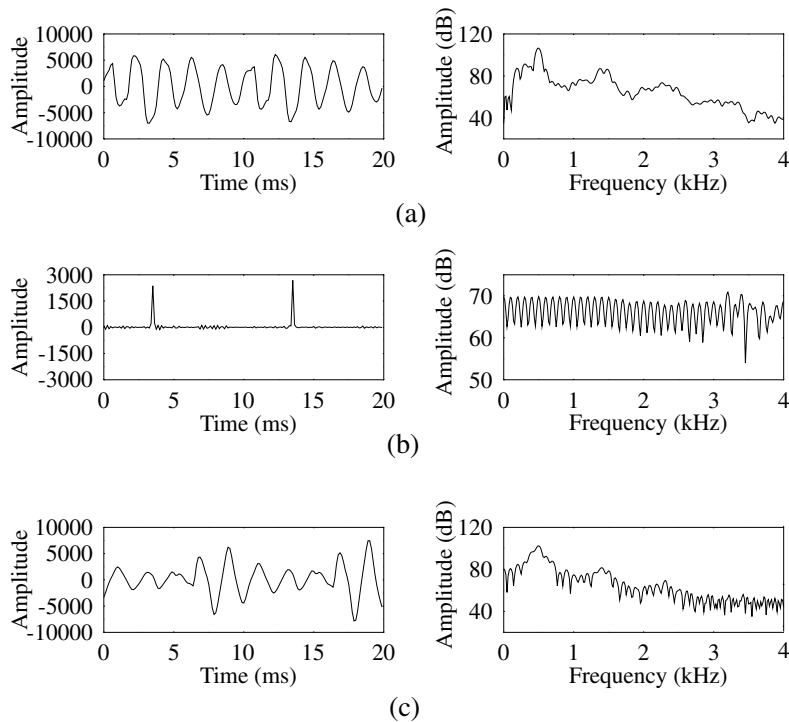 10000
5000
0
-5000
-10000
Amplitude
0 5 10 15 20
Time (ms)
120
80
40
Amplitude (dB)
0 1 2 3 4
Frequency (kHz)
(a)
3000
1500
0
-1500
-3000
Amplitude
0 5 10 15 20
Time (ms)
70
60
50
Amplitude (dB)
0 1 2 3 4
Frequency (kHz)
(b)
10000
5000
0
-5000
-10000
Amplitude
0 5 10 15 20
Time (ms)
120
80
40
Amplitude (dB)
0 1 2 3 4
Frequency (kHz)
(c)